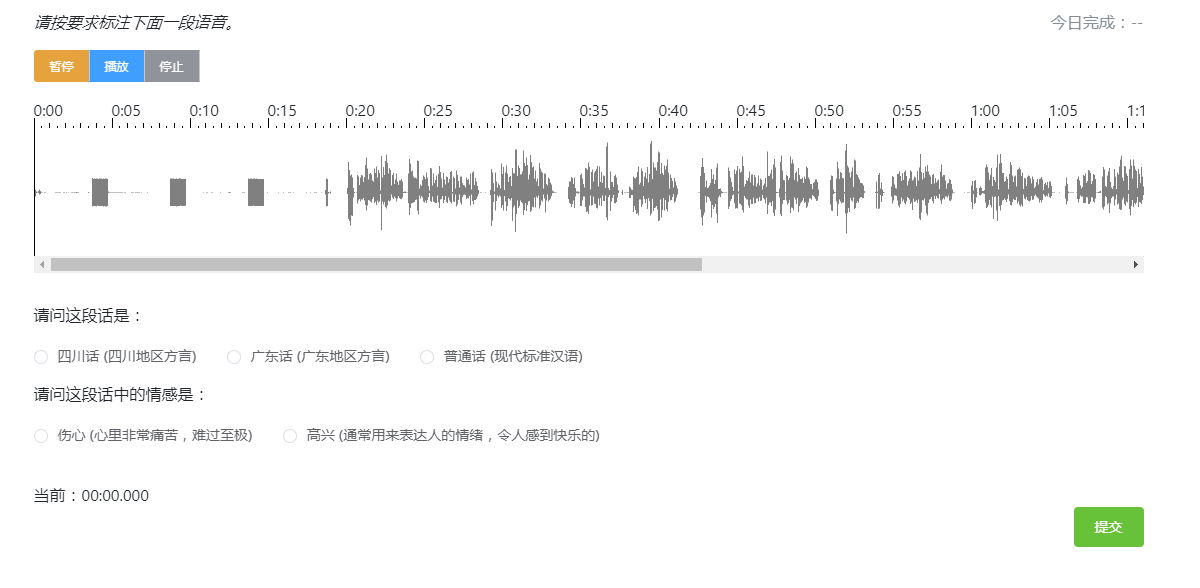 请按要求标注下面一段语音。 今日完成：--
暂停 播放 停止
0:00 0:05 0:10 0:15 0:20 0:25 0:30 0:35 0:40 0:45 0:50 0:55 1:00 1:05 1:1
请问这段话是：
四川话 (四川地区方言) 广东话 (广东地区方言) 普通话 (现代标准汉语)
请问这段话中的情感是：
伤心 (心里非常痛苦，难过至极) 高兴 (通常用来表达人的情绪，令人感到快乐的)
当前：00:00.000
提交